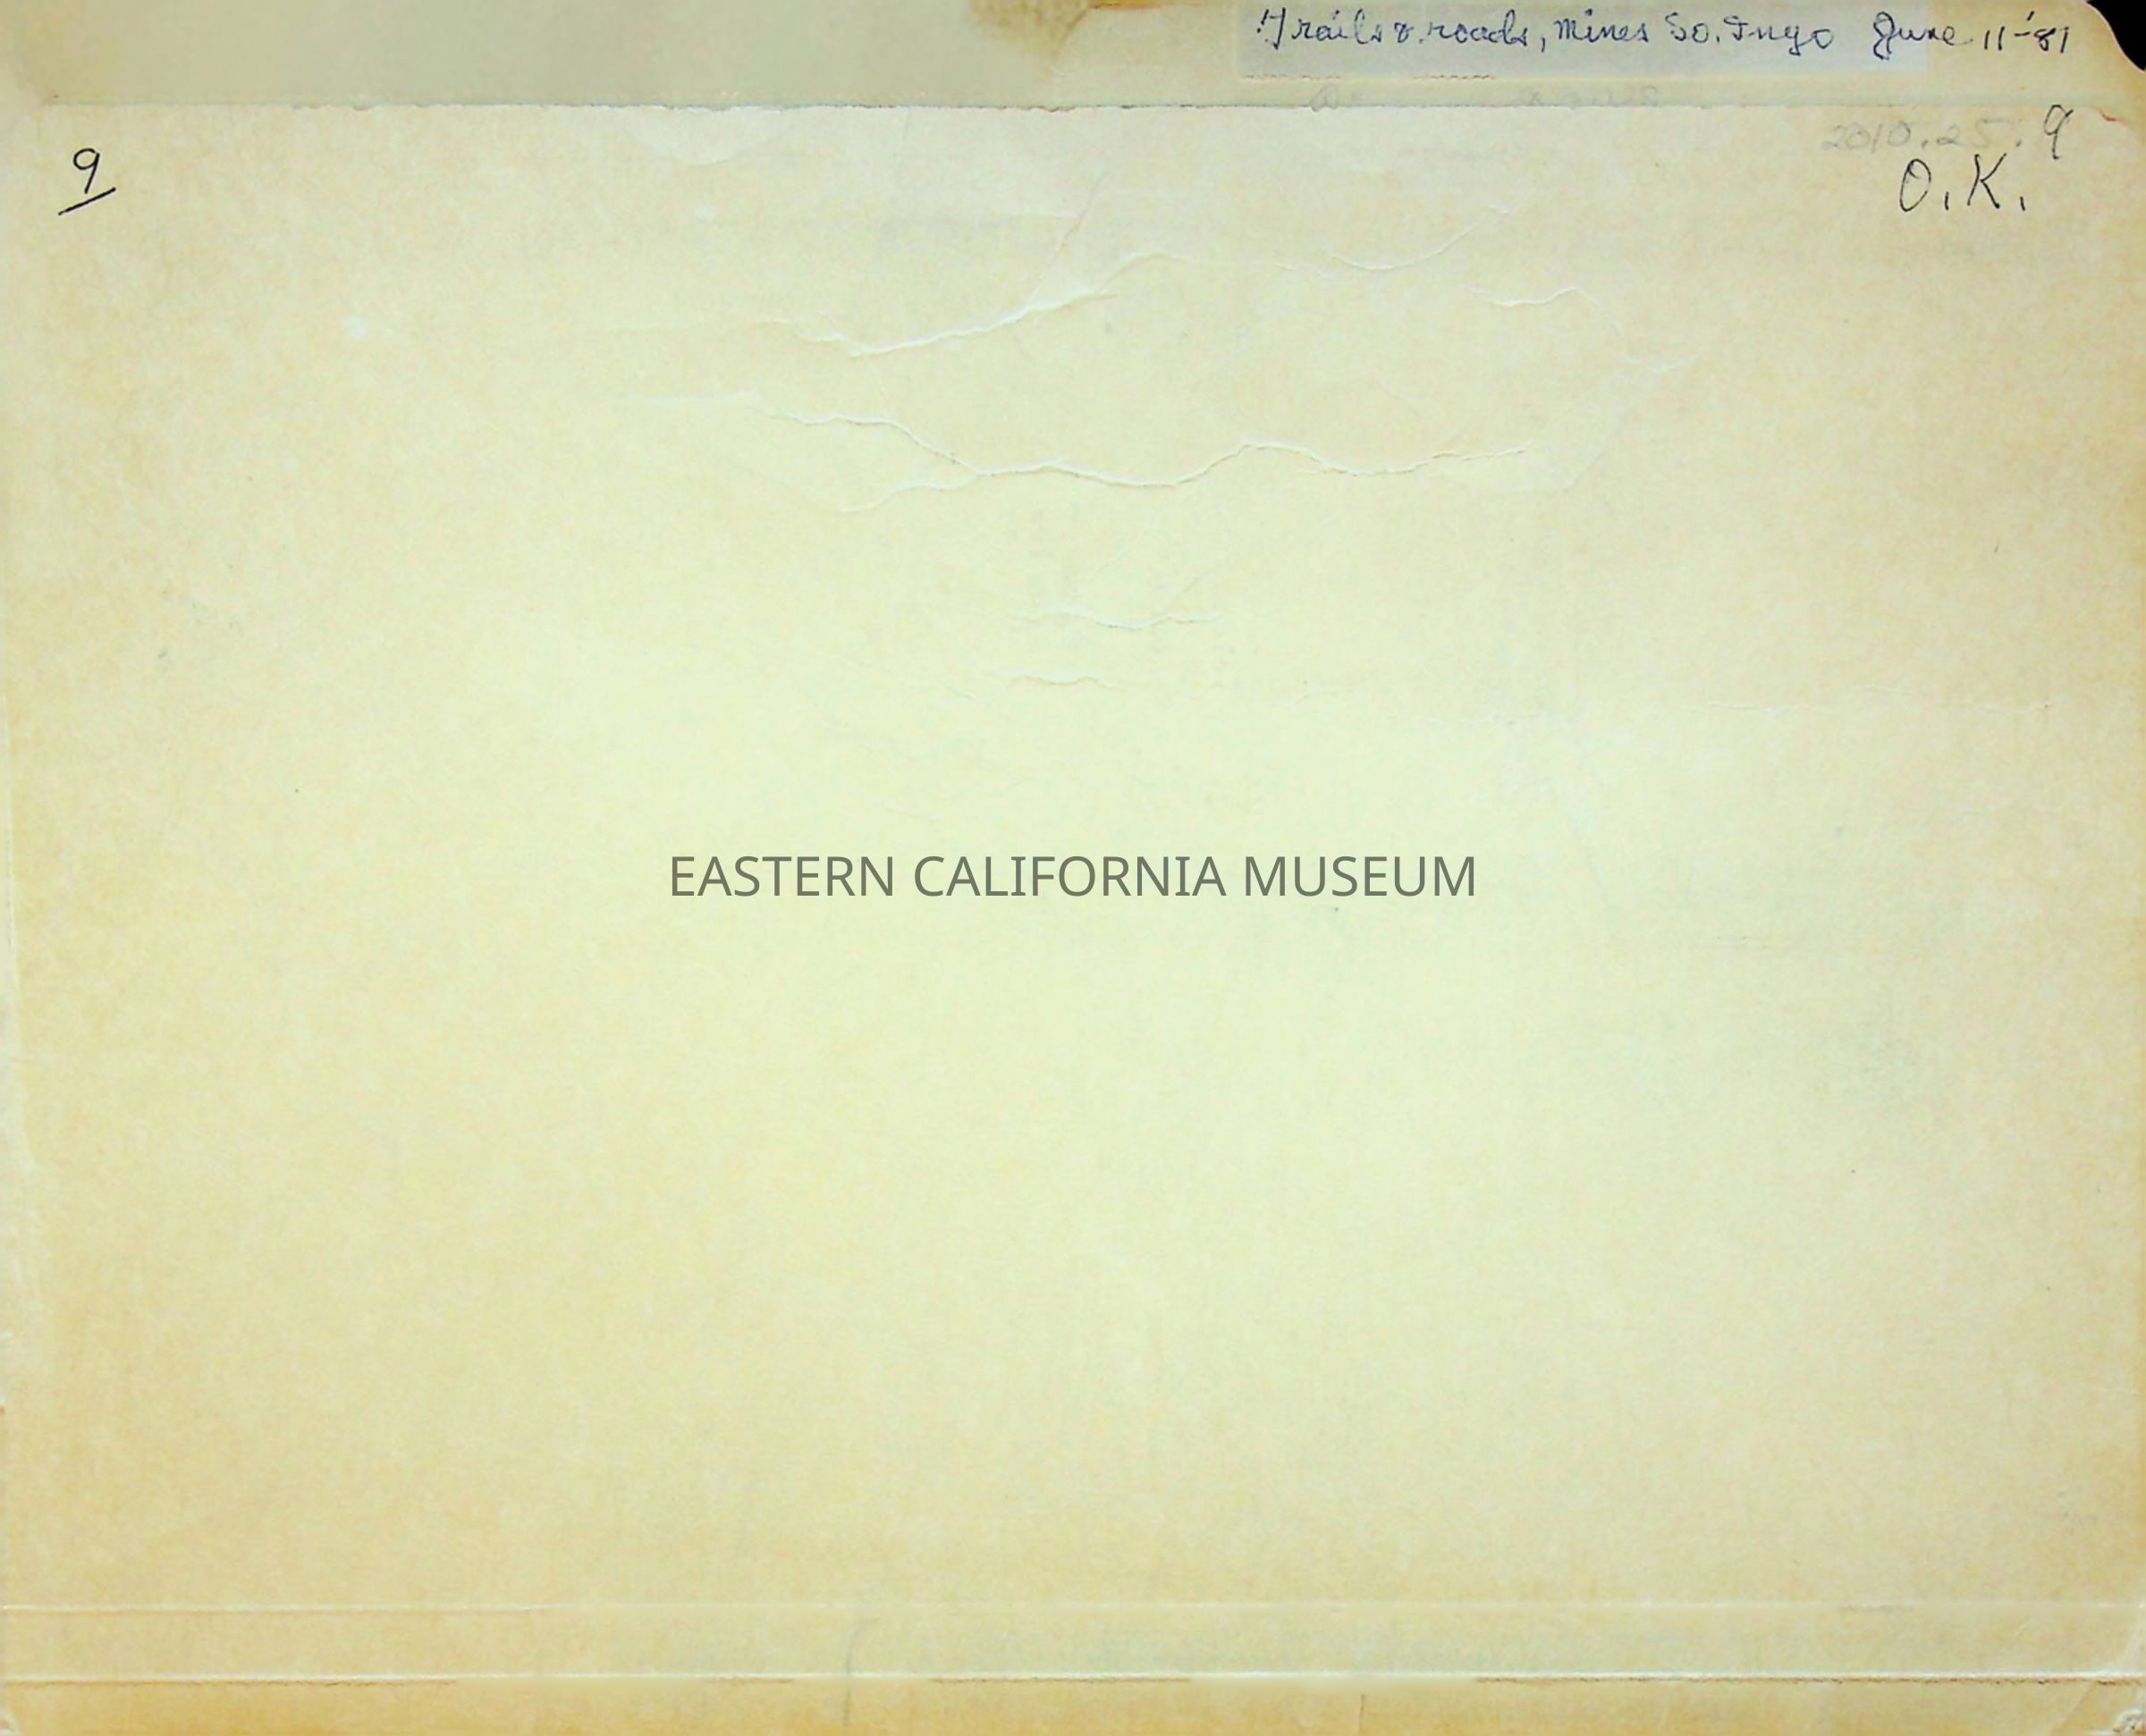 Trails & roads, Mines So. Inyo June 11-'81
2010.25.9
9
O.K.
EASTERN CALIFORNIA MUSEUM